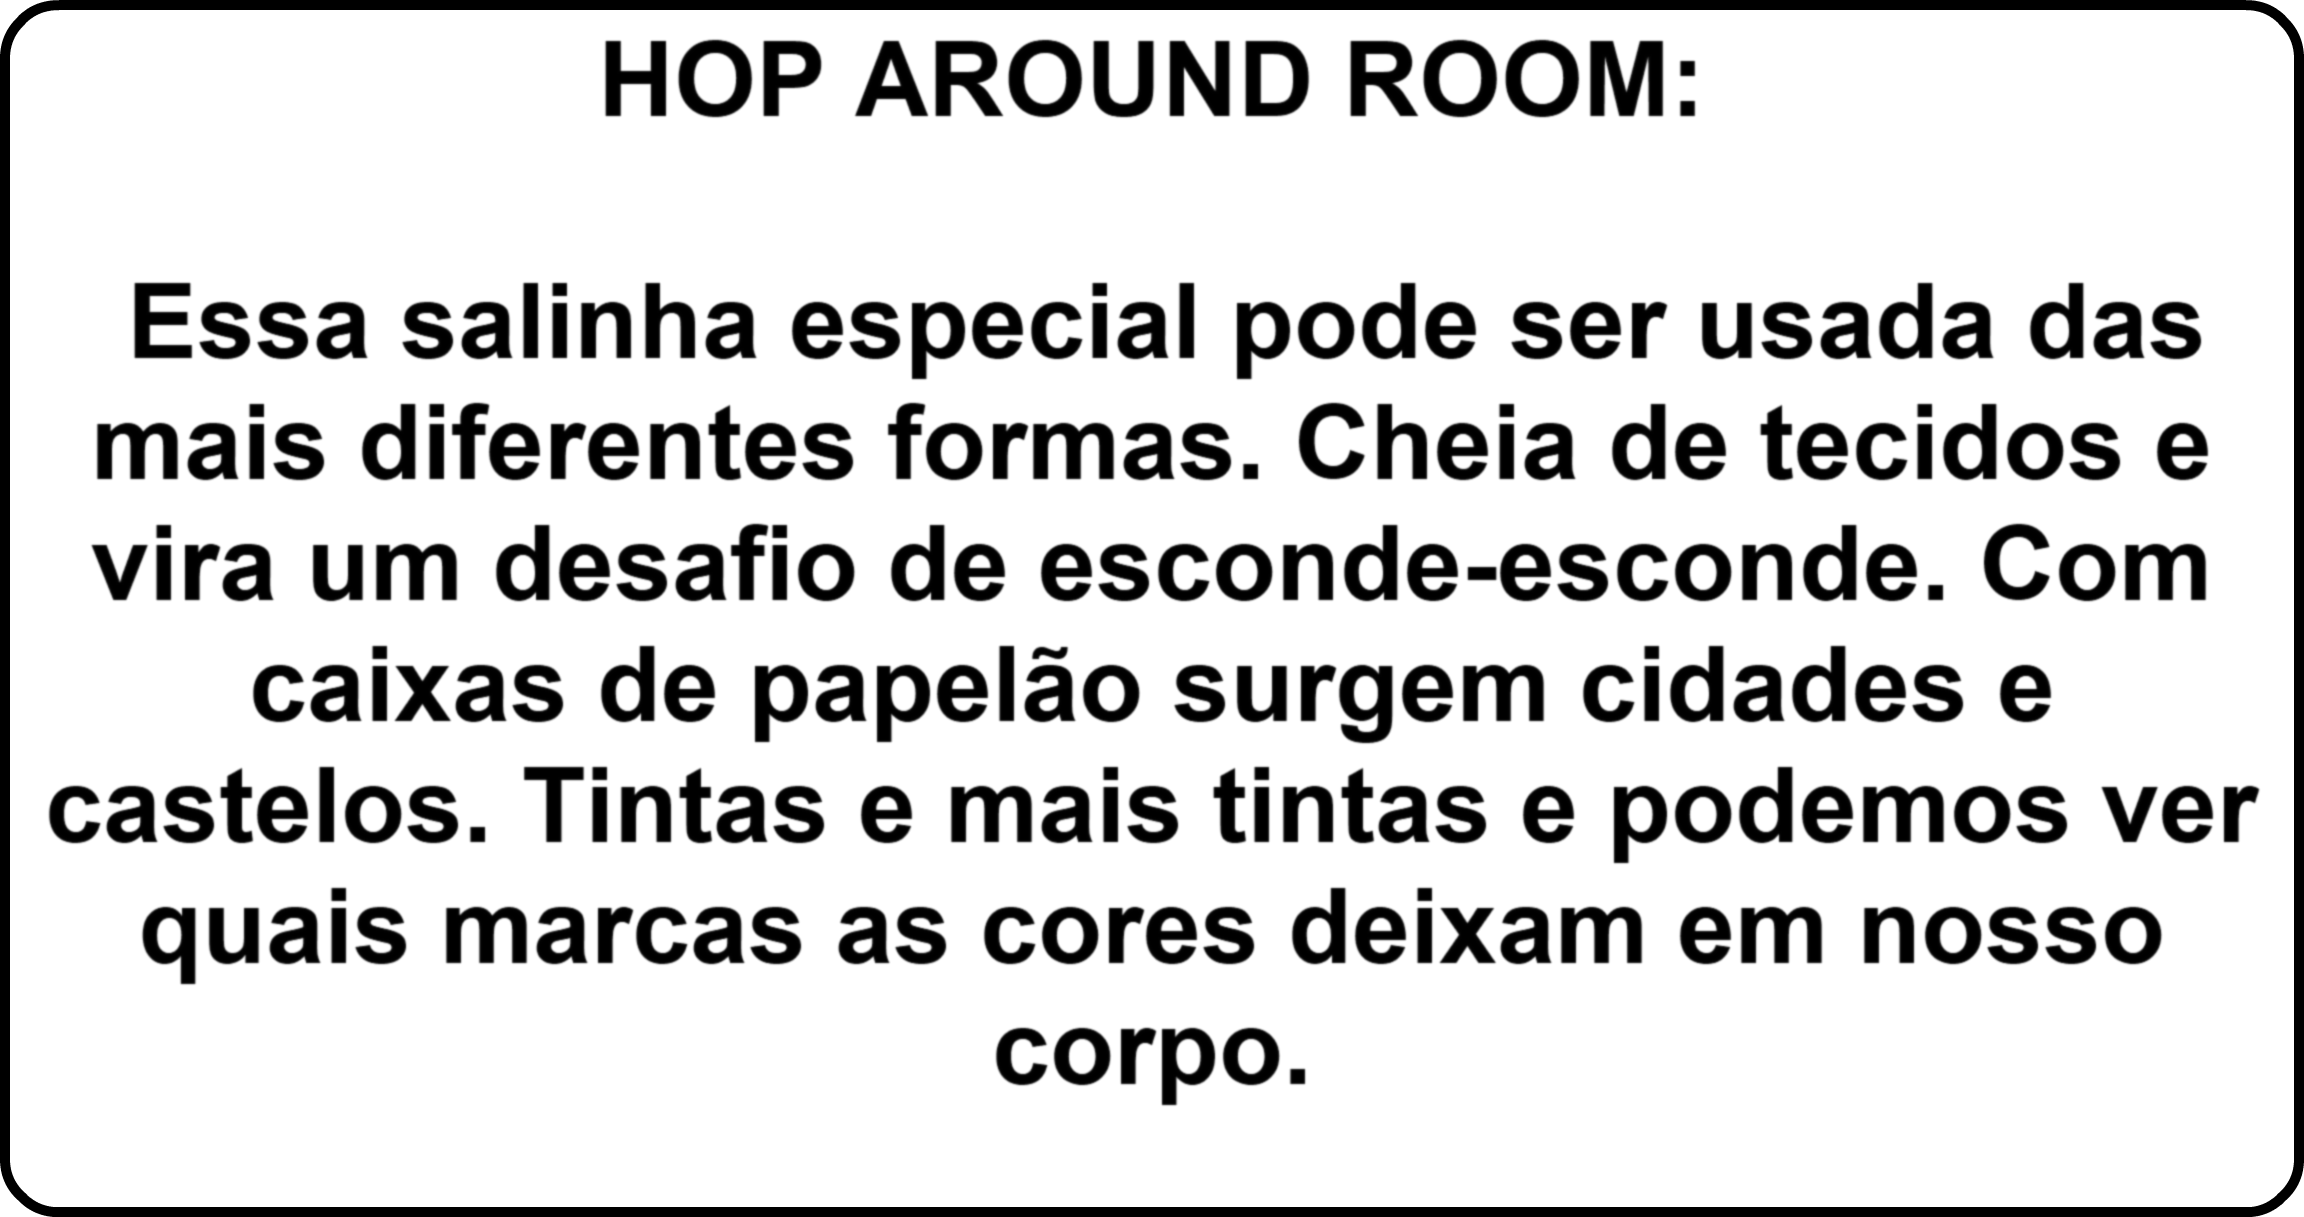 HOP AROUND ROOM:
Essa salinha especial pode ser usada das
mais diferentes formas. Cheia de tecidos e
vira um desafio de esconde-esconde. Com
caixas de papelão surgem cidades e
castelos. Tintas e mais tintas e podemos ver
quais marcas as cores deixam em nosso
corpo.